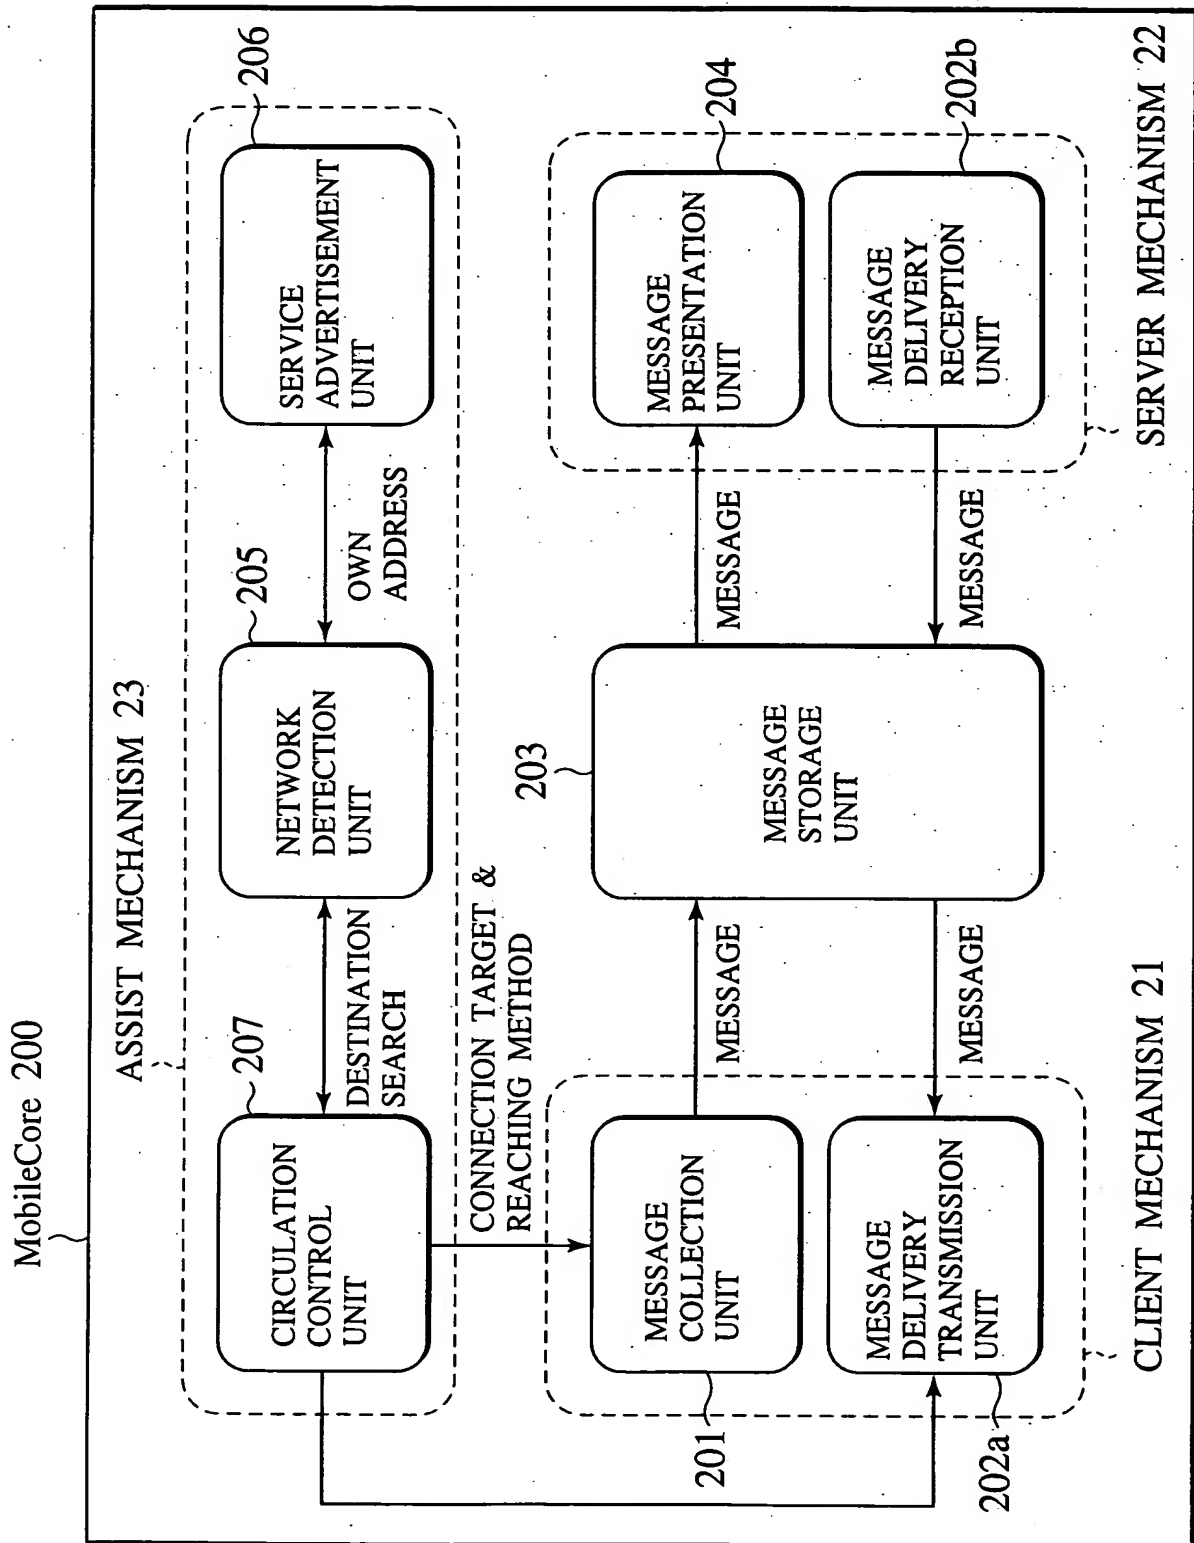 MobileCore 200
ASSIST MECHANISM 23
207
CIRCULATION
CONTROL
UNIT
DESTINATION
SEARCH
205
NETWORK
DETECTION
UNIT
OWN
ADDRESS
206
SERVICE
ADVERTISEMENT
UNIT
CONNECTION TARGET &
REACHING METHOD
201
MESSAGE
COLLECTION
UNIT
MESSAGE
203
MESSAGE
STORAGE
UNIT
MESSAGE
204
MESSAGE
PRESENTATION
UNIT
202a
MESSAGE
DELIVERY
TRANSMISSION
UNIT
MESSAGE
MESSAGE
202b
MESSAGE
DELIVERY
RECEPTION
UNIT
CLIENT MECHANISM 21
SERVER MECHANISM 22